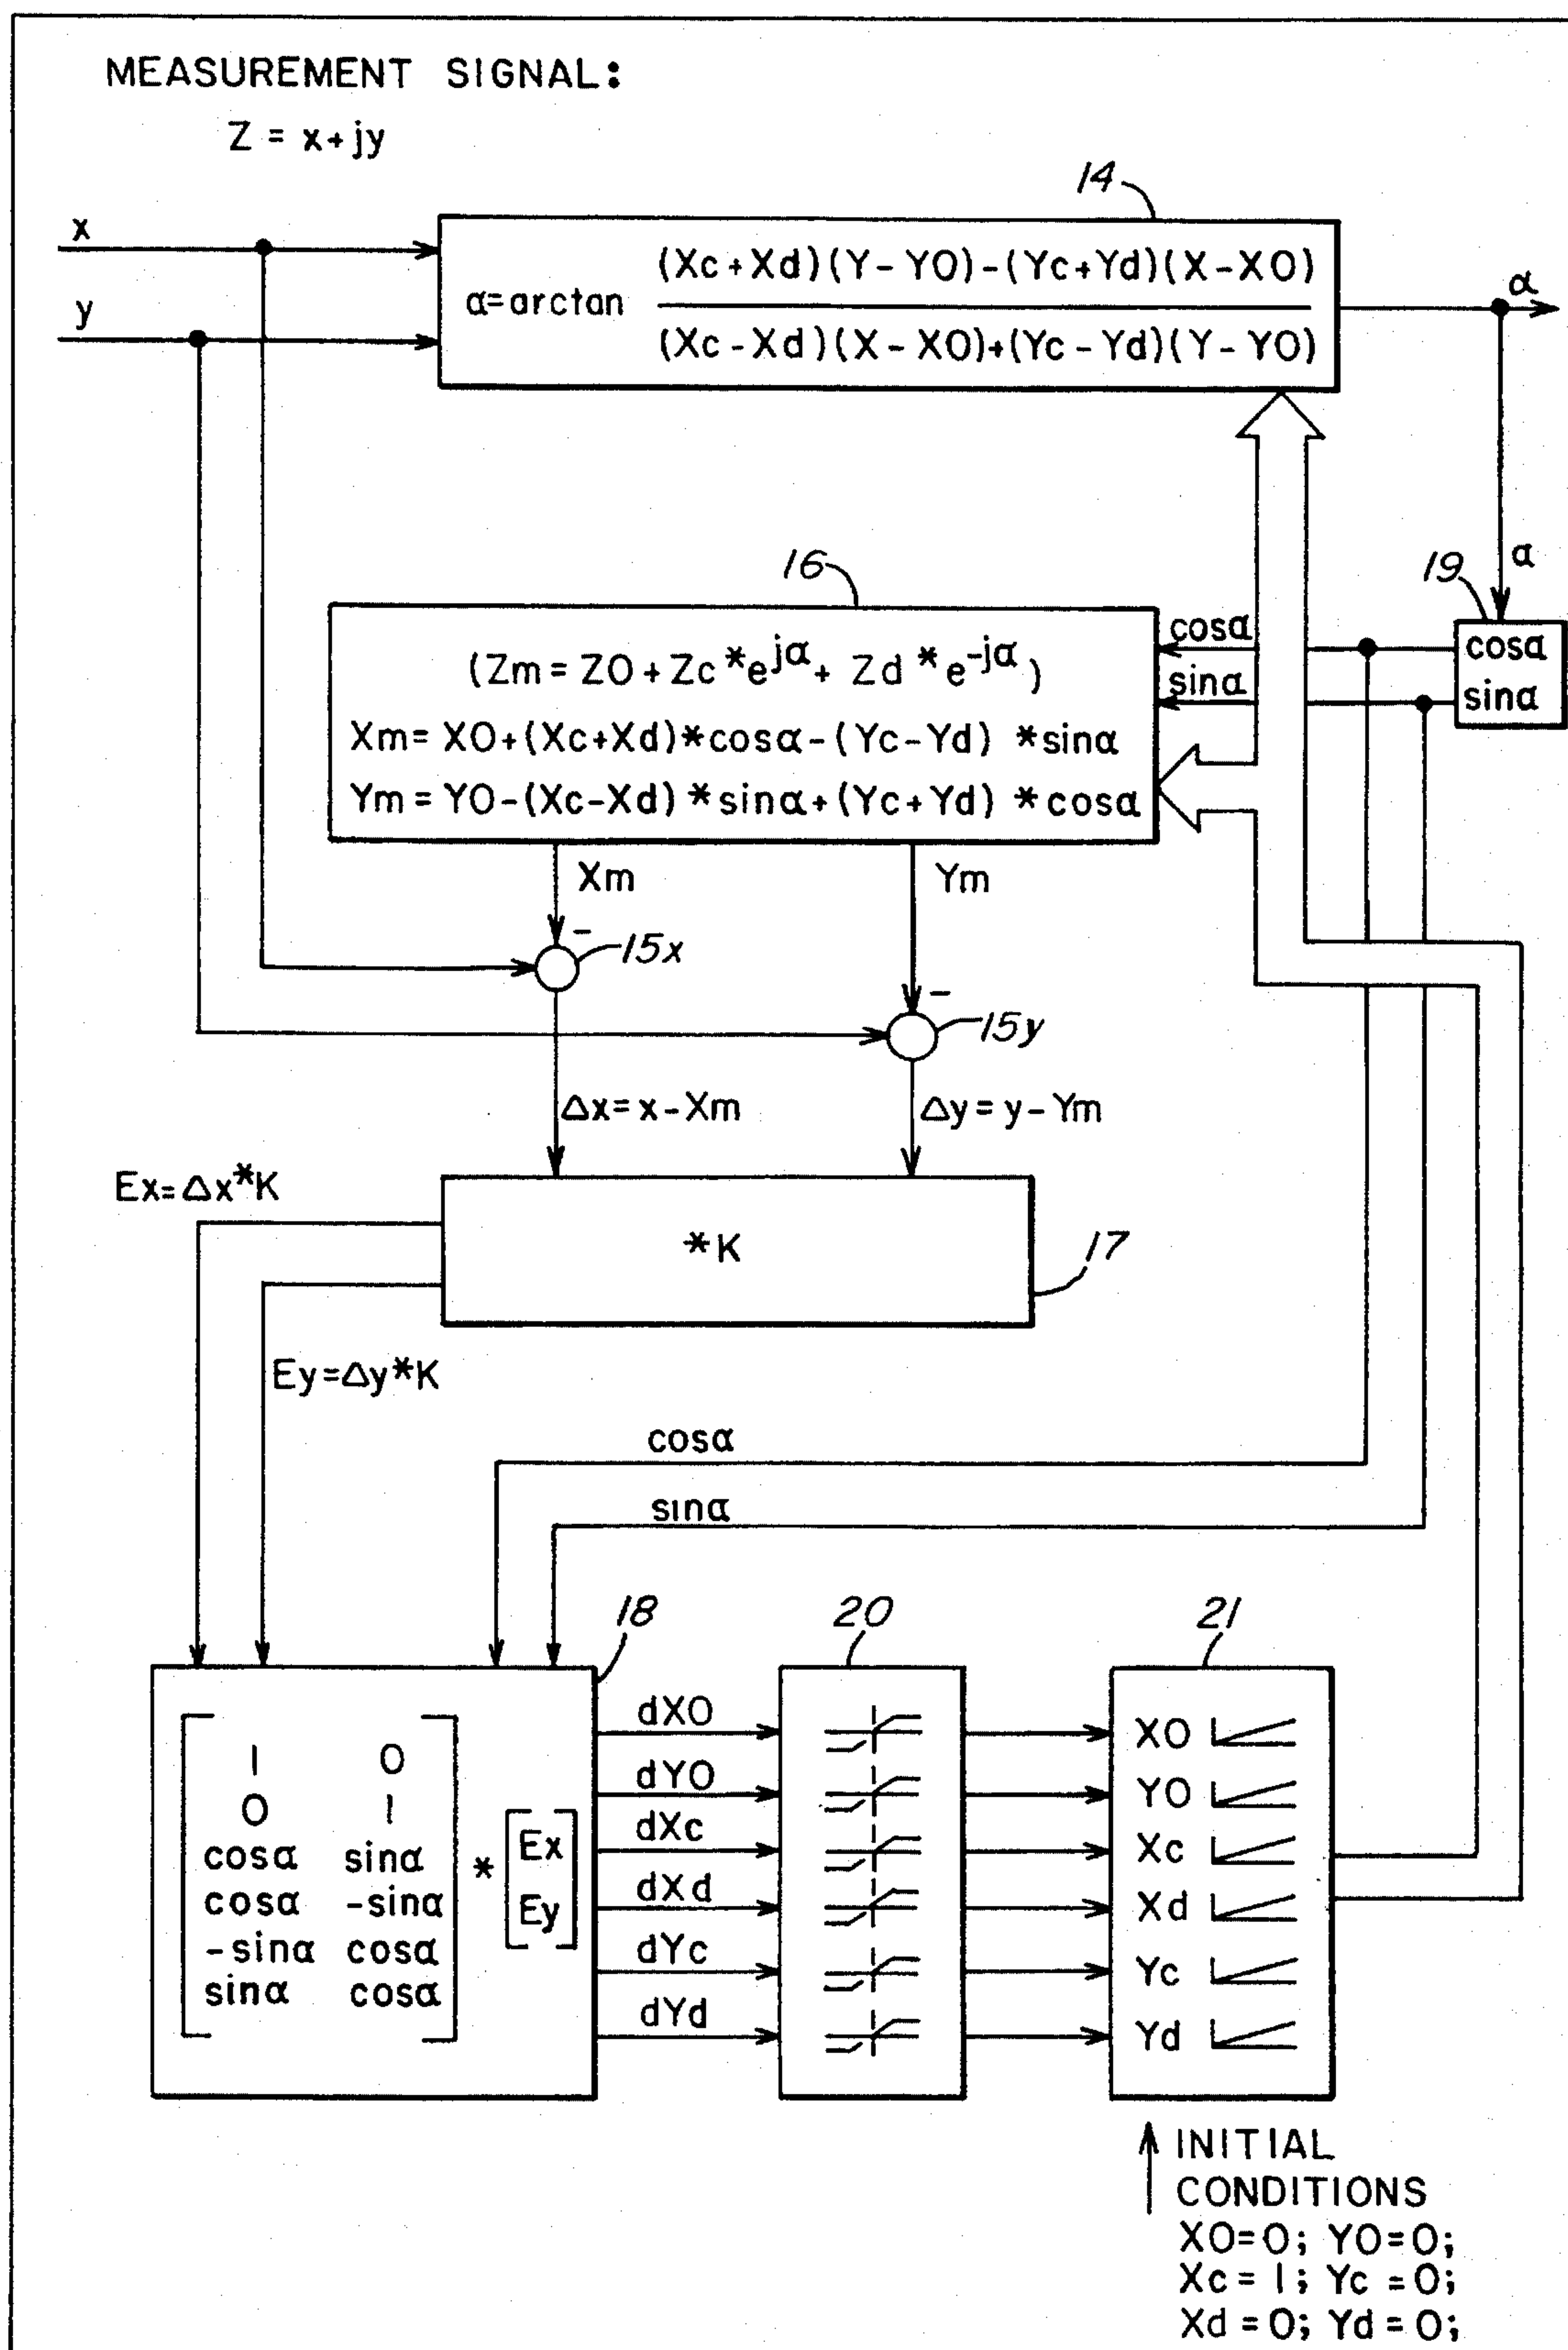 MEASUREMENT SIGNAL:
Z = x+jy
14
x
(Xc+Xd)(Y-YO)-(Yc+Yd)(X-XO)
α=arctan
(Xc-Xd)(X-XO)+(Yc-Yd)(Y-YO)
α
y
α
16
19
cosα
(Zm=ZO+Zc*e^jα+ Zd*e^-jα)
cosα
sinα
sinα
Xm=XO+(Xc+Xd)*cosα-(Yc-Yd) *sinα
Ym=YO-(Xc-Xd)*sinα+(Yc+Yd) *cosα
Xm
Ym
-
15x
-
15y
Δx=x-Xm
Δy=y-Ym
Ex=Δx*K
*K
17
Ey=Δy*K
cosα
sinα
18
20
21
1 0
0 1
cosα sinα
cosα -sinα
-sinα cosα
sinα cosα
*
Ex
Ey
dXO
dYO
dXc
dXd
dYc
dYd
XO
YO
Xc
Xd
Yc
Yd
INITIAL
CONDITIONS
XO=O; YO=O;
Xc=1; Yc=O;
Xd=O; Yd=O;